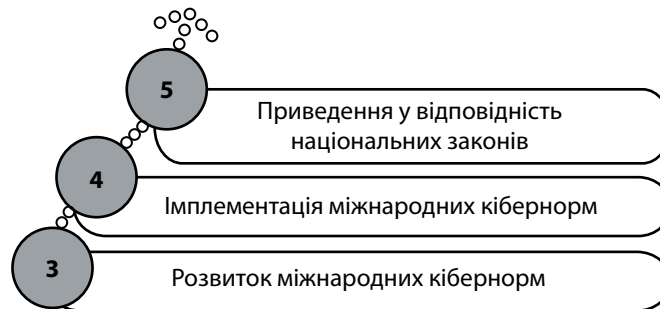 5
Приведення у відповідність
національних законів
4
Імплементація міжнародних кібернорм
3
Розвиток міжнародних кібернорм